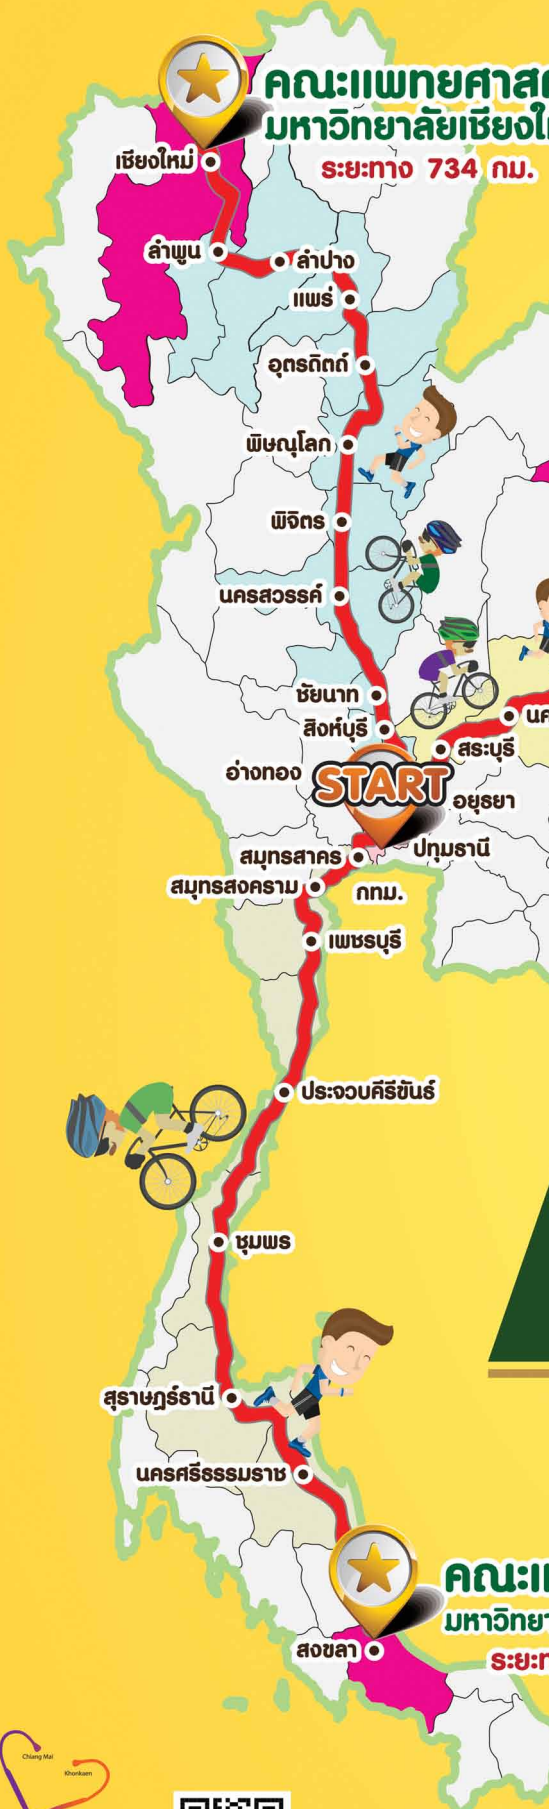 คณะแพทยศาส
มหาวิทยาลัยเชียงให
ระยะทาง 734 กม.
เชียงใหม่
ลำพูน
ลำปาง
แพร่
อุตรดิตถ์
พิษณุโลก
พิจิตร
นครสวรรค์
ชัยนาท
สิงห์บุรี
นค
สระบุรี
อ่างทอง
START
อยุธยา
ปทุมธานี
สมุทรสาคร
สมุทรสงคราม
กทม.
เพชรบุรี
ประจวบคีรีขันธ์
ชุมพร
สุราษฎร์ธานี
นครศรีธรรมราช
คณะแ
มหาวิทยา
ระยะท
สงขลา
Chiang Mai
Khonkaen